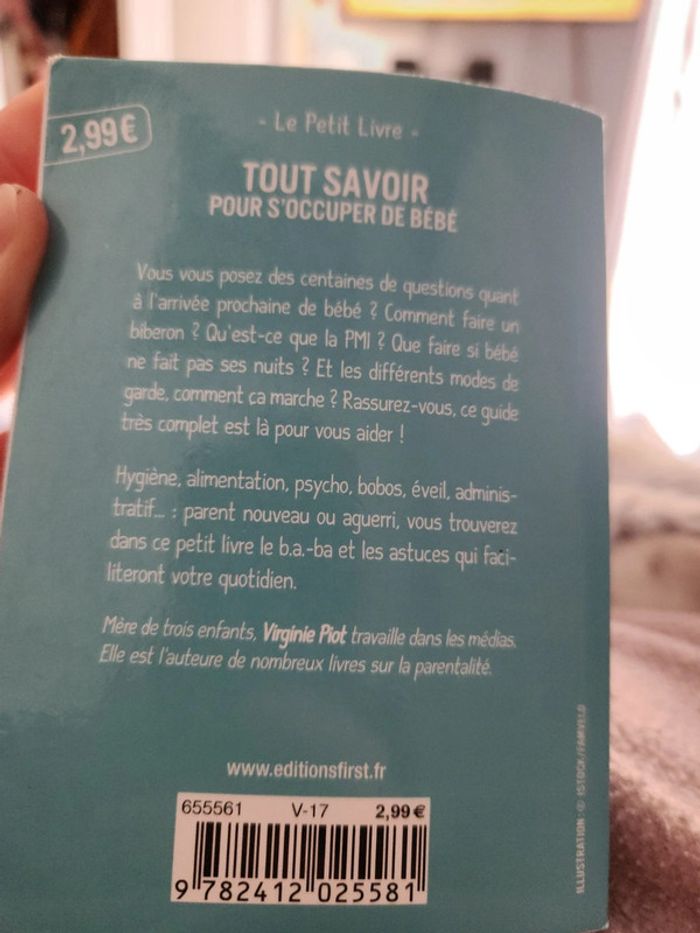 2,99€
- Le Petit Livre -
TOUT SAVOIR
POUR S'OCCUPER DE BÉBÉ
Vous vous posez des centaines de questions quant
à l'arrivée prochaine de bébé ? Comment faire un
biberon ? Qu'est-ce que la PMI ? Que faire si bébé
ne fait pas ses nuits ? Et les différents modes de
garde, comment ça marche ? Rassurez-vous, ce guide
très complet est là pour vous aider !
Hygiène, alimentation, psycho, bobos, éveil, adminis-
tratif... : parent nouveau ou aguerri, vous trouverez
dans ce petit livre le b.a.-ba et les astuces qui faci-
literont votre quotidien.
Mère de trois enfants, Virginie Piot travaille dans les médias.
Elle est l'auteure de nombreux livres sur la parentalité.
www.editionsfirst.fr
655561 V-17 2,99€
9 782412 025581
ILLUSTRATION : © ISTOCK/FAMVELD